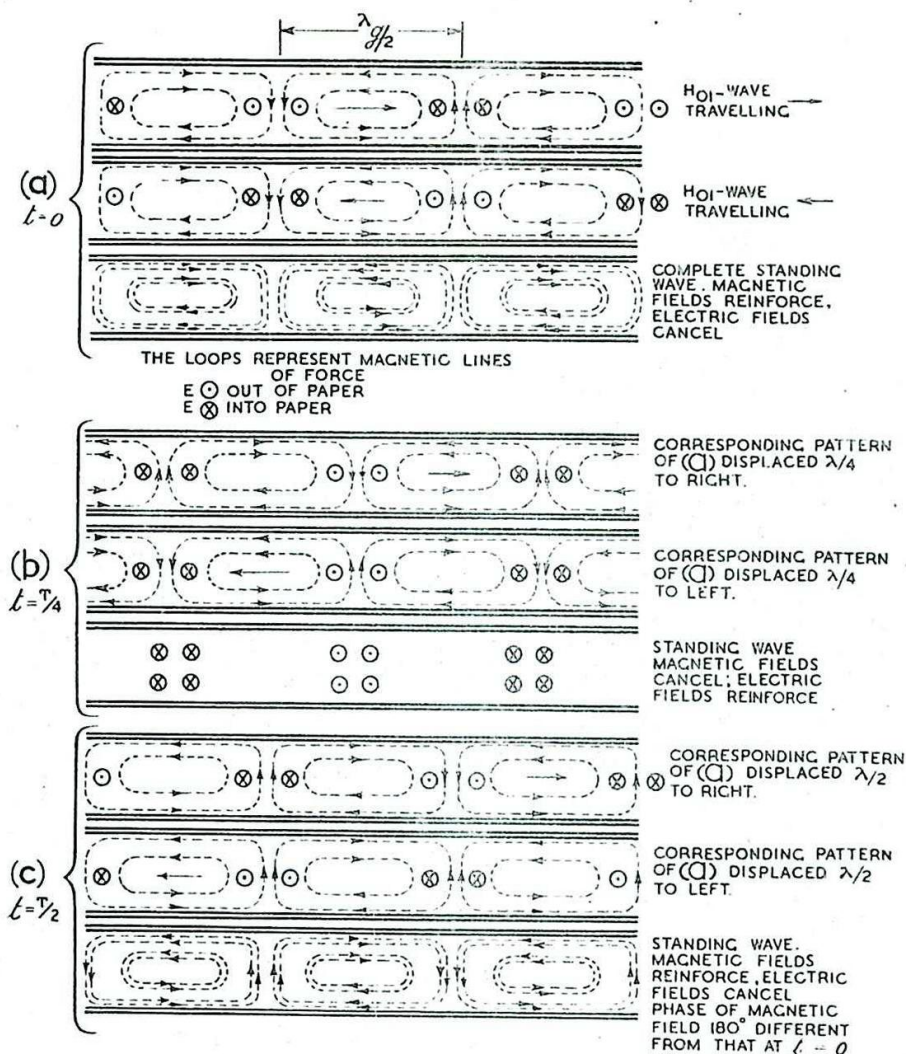 λg/2
(a)
t=0
H01-WAVE
TRAVELLING
H01-WAVE
TRAVELLING
COMPLETE STANDING
WAVE. MAGNETIC
FIELDS REINFORCE,
ELECTRIC FIELDS
CANCEL
THE LOOPS REPRESENT MAGNETIC LINES
OF FORCE
E ⊙ OUT OF PAPER
E ⊗ INTO PAPER
(b)
t=T/4
CORRESPONDING PATTERN
OF (a) DISPLACED λ/4
TO RIGHT.
CORRESPONDING PATTERN
OF (a) DISPLACED λ/4
TO LEFT.
STANDING WAVE
MAGNETIC FIELDS
CANCEL; ELECTRIC
FIELDS REINFORCE
(c)
t=T/2
CORRESPONDING PATTERN
OF (a) DISPLACED λ/2
TO RIGHT.
CORRESPONDING PATTERN
OF (a) DISPLACED λ/2
TO LEFT.
STANDING WAVE.
MAGNETIC FIELDS
REINFORCE, ELECTRIC
FIELDS CANCEL
PHASE OF MAGNETIC
FIELD 180° DIFFERENT
FROM THAT AT t = 0